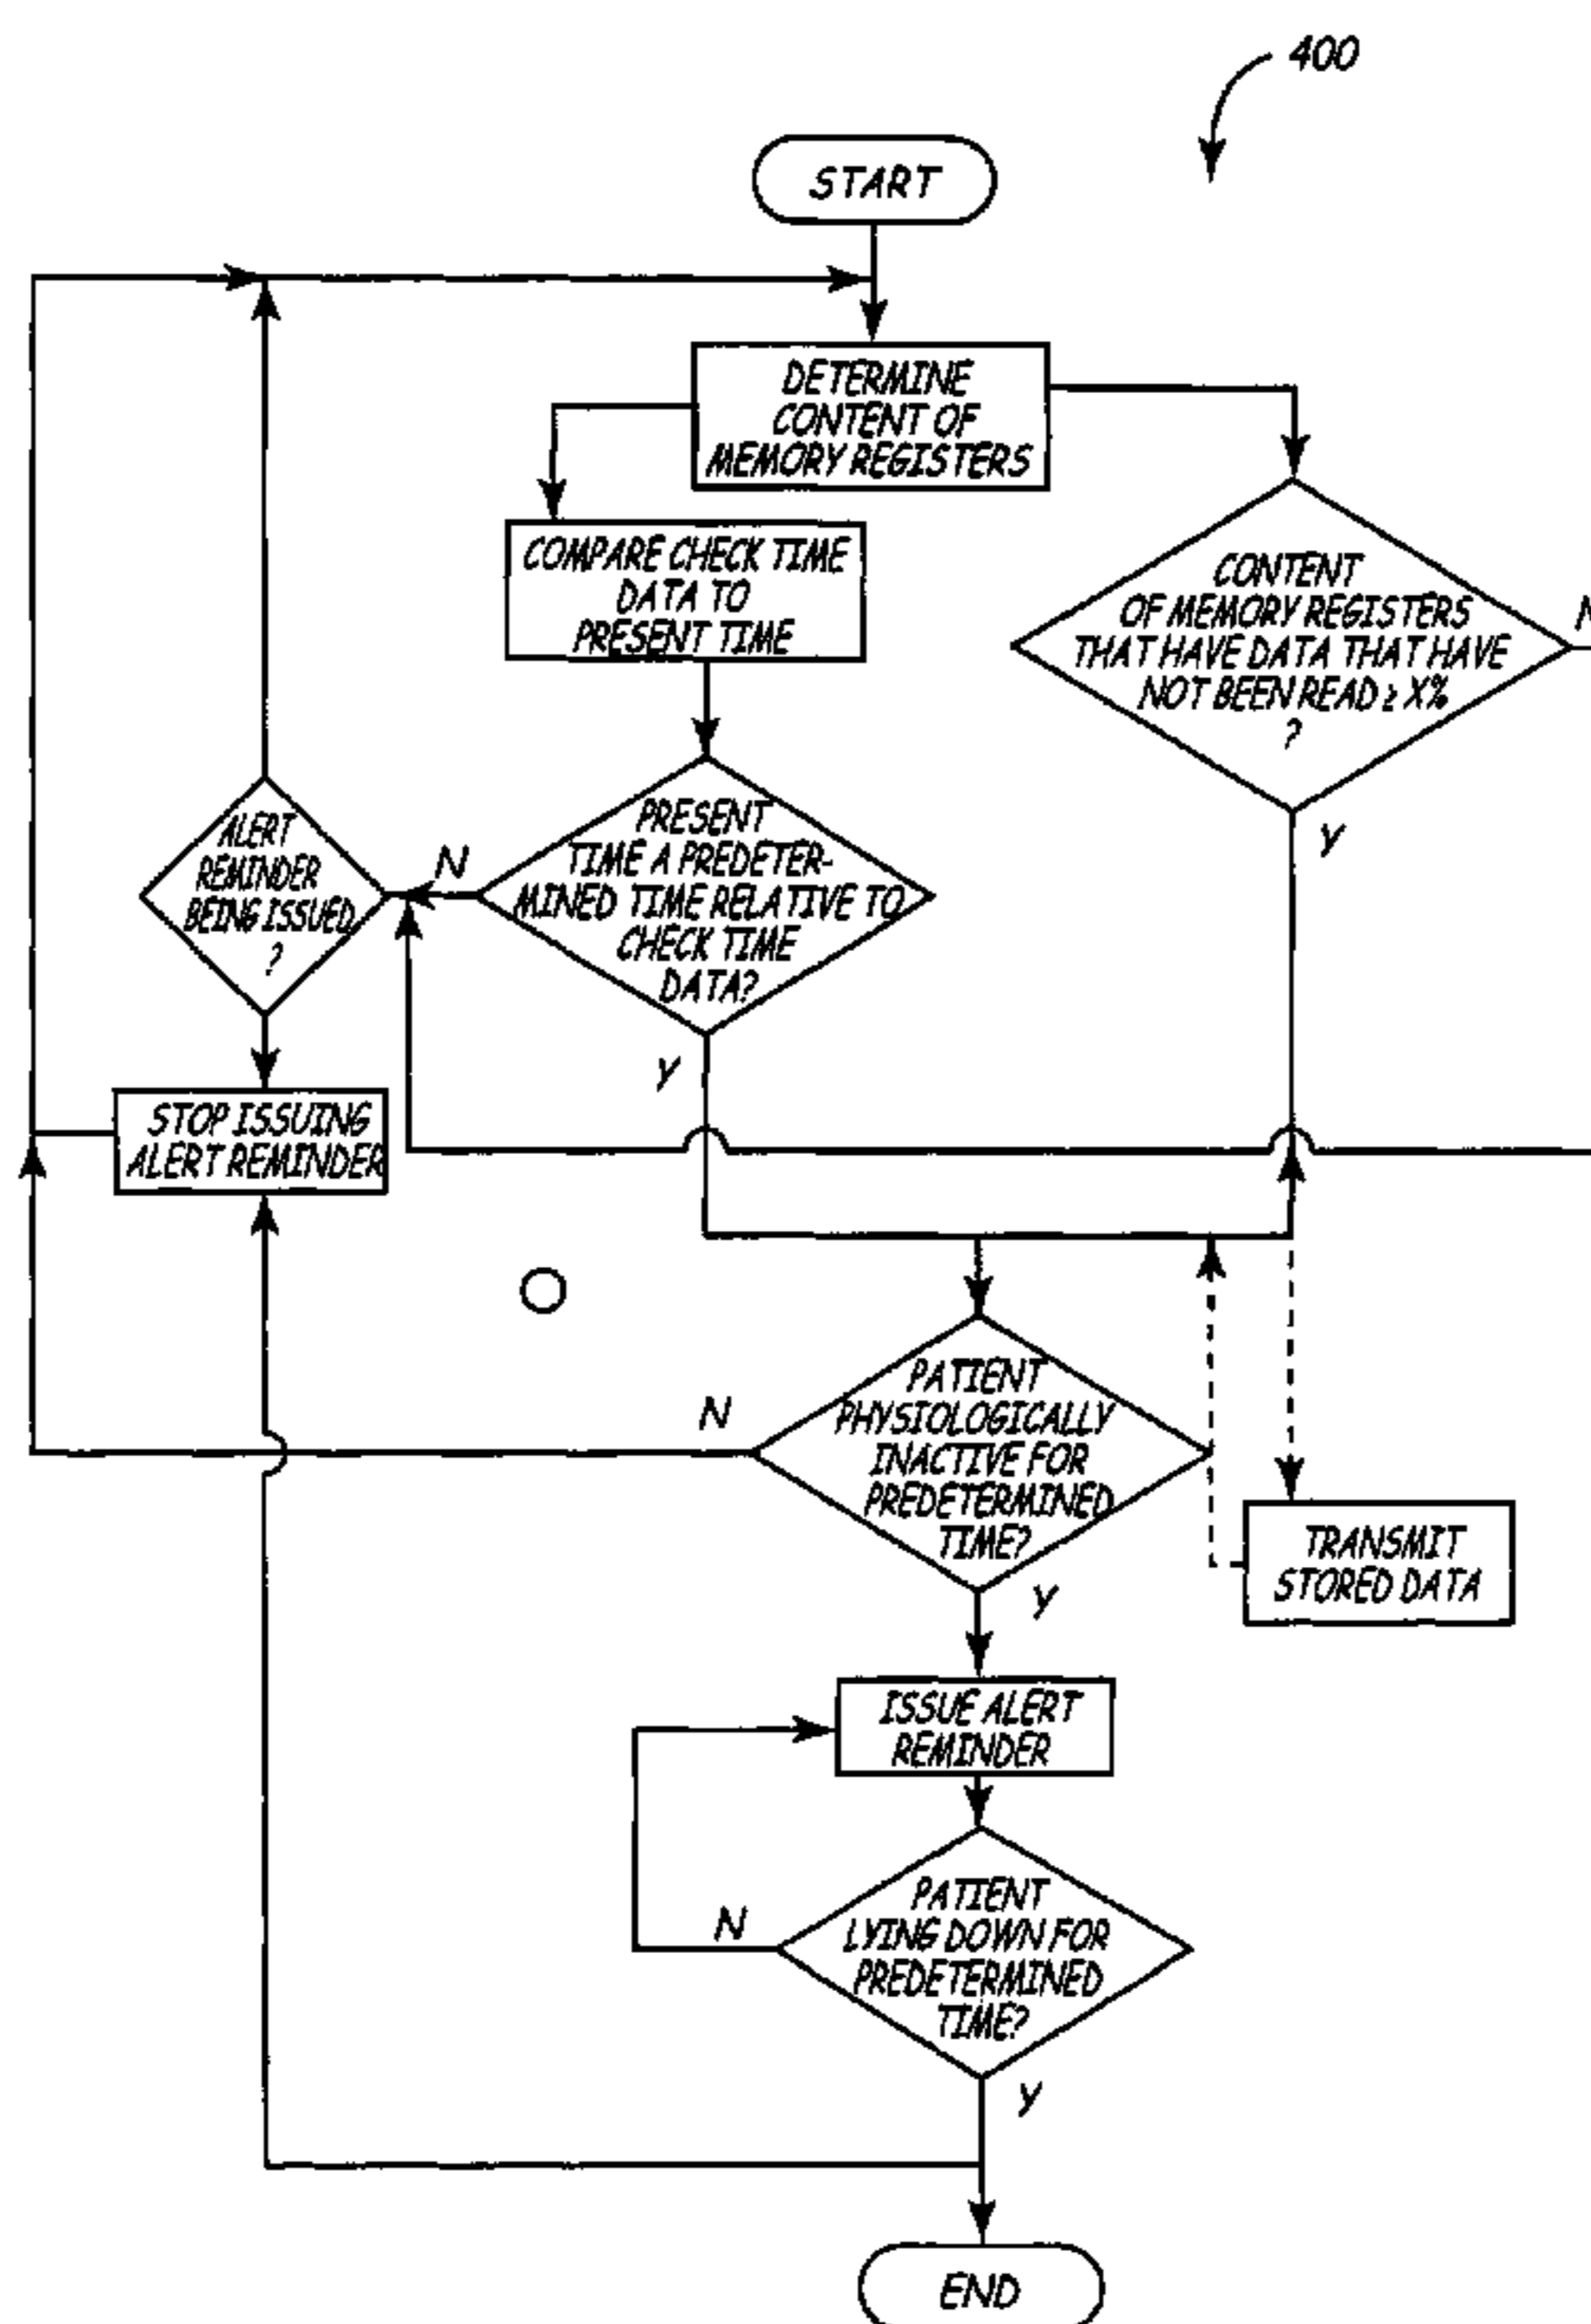 400
START
DETERMINE
CONTENT OF
MEMORY REGISTERS
COMPARE CHECK TIME
DATA TO
PRESENT TIME
CONTENT
OF MEMORY REGISTERS
THAT HAVE DATA THAT HAVE
NOT BEEN READ ≥ X%
?
N
Y
PRESENT
TIME A PREDETER-
MINED TIME RELATIVE TO
CHECK TIME
DATA?
N
Y
ALERT
REMINDER
BEING ISSUED
?
STOP ISSUING
ALERT REMINDER
PATIENT
PHYSIOLOGICALLY
INACTIVE FOR
PREDETERMINED
TIME?
N
Y
TRANSMIT
STORED DATA
ISSUE ALERT
REMINDER
PATIENT
LYING DOWN FOR
PREDETERMINED
TIME?
N
Y
END